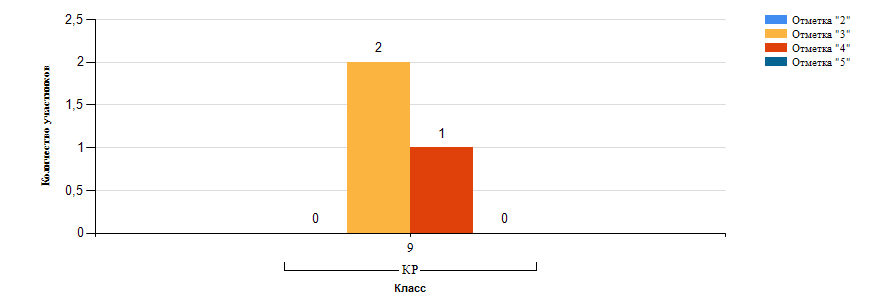 Количество участников
2,5
2
1,5
1
0,5
0
0
2
1
0
9
КР
Класс
Отметка "2"
Отметка "3"
Отметка "4"
Отметка "5"